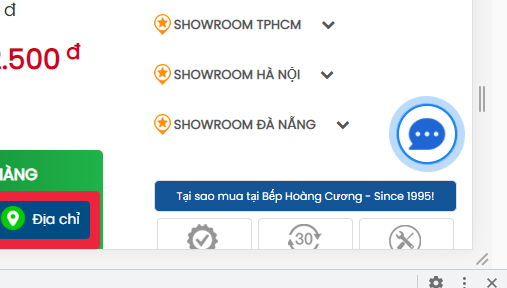 đ
.500 đ
SHOWROOM TPHCM
SHOWROOM HÀ NỘI
SHOWROOM ĐÀ NẴNG
HÀNG
Địa chỉ
Tại sao mua tại Bếp Hoàng Cương - Since 1995!
30